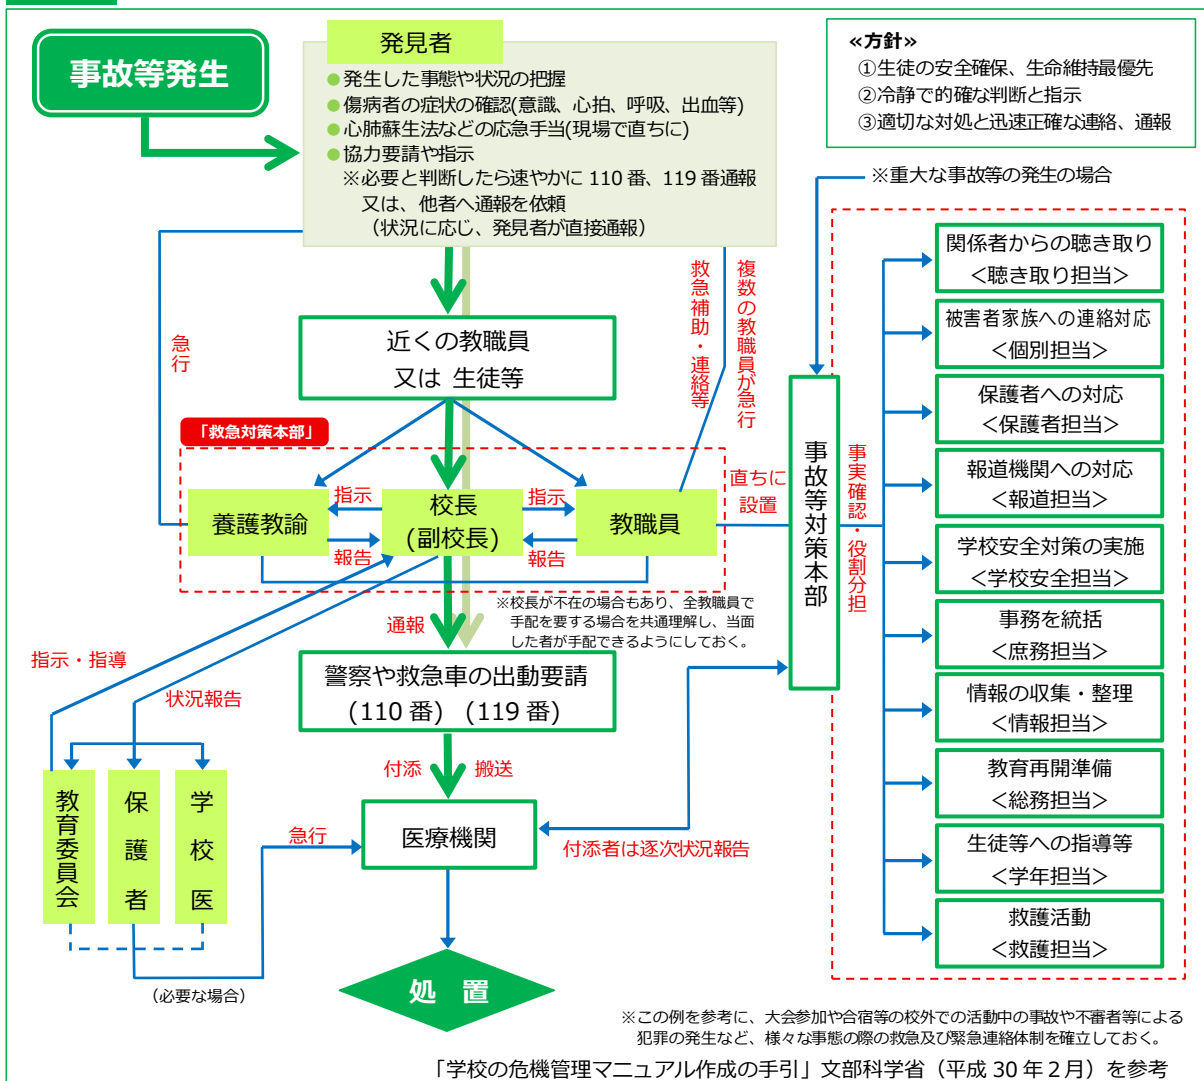 事故等発生
発見者
●発生した事態や状況の把握
●傷病者の症状の確認(意識、心拍、呼吸、出血等)
●心肺蘇生法などの応急手当(現場で直ちに)
●協力要請や指示
※必要と判断したら速やかに 110 番、119 番通報
又は、他者へ通報を依頼
（状況に応じ、発見者が直接通報）
≪方針≫
①生徒の安全確保、生命維持最優先
②冷静で的確な判断と指示
③適切な対処と迅速正確な連絡、通報
※重大な事故等の発生の場合
急行
近くの教職員
又は 生徒等
救急補助・連絡等
複数の教職員が急行
「救急対策本部」
養護教諭
指示
報告
校長
(副校長)
指示
報告
教職員
直ちに
設置
事故等対策本部
事実確認・役割分担
関係者からの聴き取り
＜聴き取り担当＞
被害者家族への連絡対応
＜個別担当＞
保護者への対応
＜保護者担当＞
報道機関への対応
＜報道担当＞
学校安全対策の実施
＜学校安全担当＞
事務を統括
＜庶務担当＞
情報の収集・整理
＜情報担当＞
教育再開準備
＜総務担当＞
生徒等への指導等
＜学年担当＞
救護活動
＜救護担当＞
※校長が不在の場合もあり、全教職員で
手配を要する場合を共通理解し、当面
した者が手配できるようにしておく。
通報
指示・指導
状況報告
警察や救急車の出動要請
(110 番) (119 番)
付添
搬送
教育委員会
保護者
学校医
急行
医療機関
付添者は逐次状況報告
(必要な場合)
処 置
※この例を参考に、大会参加や合宿等の校外での活動中の事故や不審者等による
犯罪の発生など、様々な事態の際の救急及び緊急連絡体制を確立しておく。
「学校の危機管理マニュアル作成の手引」文部科学省（平成 30 年 2 月）を参考